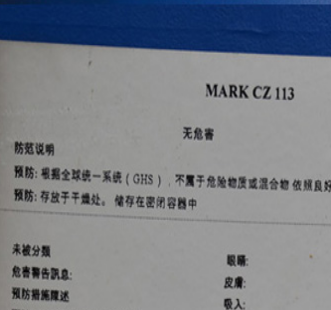 MARK CZ 113
无危害
防范说明
预防: 根据全球统一系统（GHS）, 不属于危险物质或混合物 依照良好
预防: 存放于干燥处。 储存在密闭容器中
未被分類
眼睛:
危害警告訊息:
皮膚:
預防措施陳述
吸入: